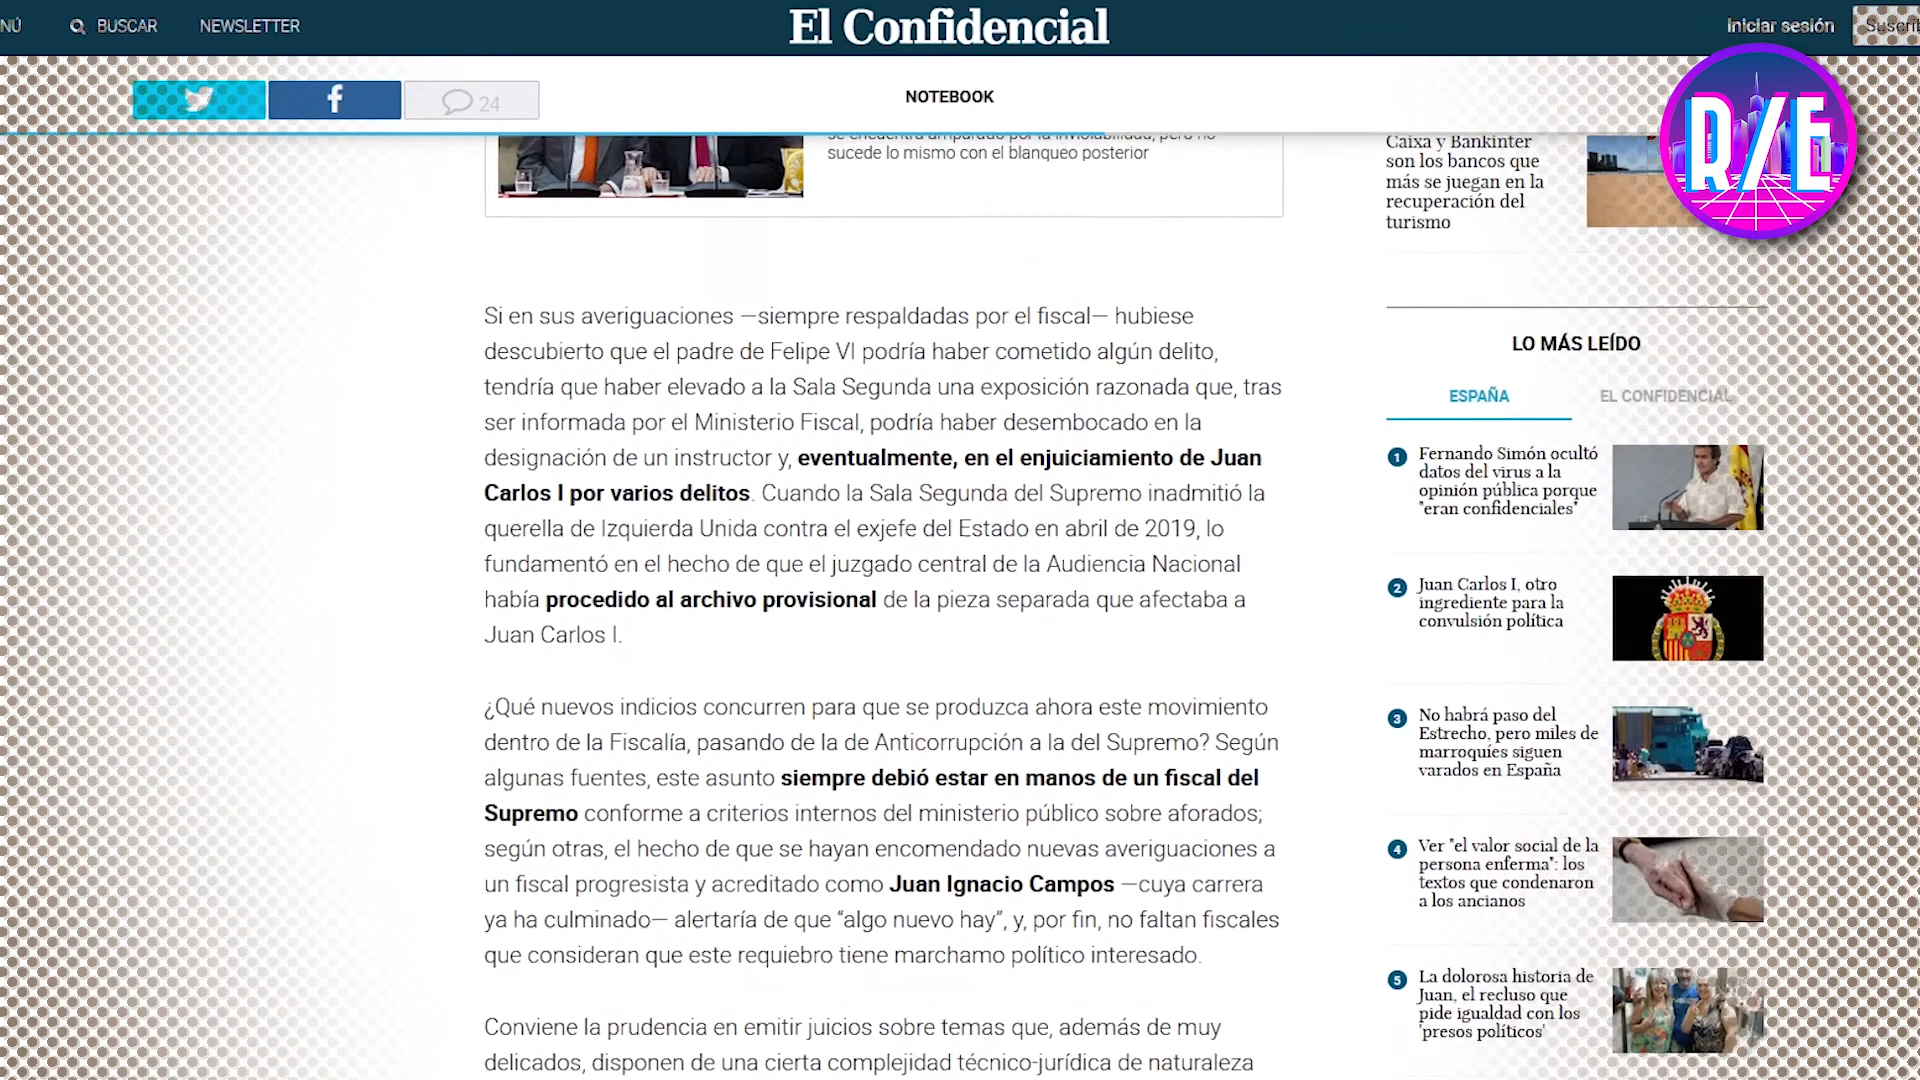 NÚ
BUSCAR
NEWSLETTER
El Confidencial
Iniciar sesión
24
NOTEBOOK
R/E
sucede lo mismo con el blanqueo posterior
Si en sus averiguaciones —siempre respaldadas por el fiscal— hubiese
descubierto que el padre de Felipe VI podría haber cometido algún delito,
tendría que haber elevado a la Sala Segunda una exposición razonada que, tras
ser informada por el Ministerio Fiscal, podría haber desembocado en la
designación de un instructor y, eventualmente, en el enjuiciamiento de Juan
Carlos I por varios delitos. Cuando la Sala Segunda del Supremo inadmitió la
querella de Izquierda Unida contra el exjefe del Estado en abril de 2019, lo
fundamentó en el hecho de que el juzgado central de la Audiencia Nacional
había procedido al archivo provisional de la pieza separada que afectaba a
Juan Carlos I.
¿Qué nuevos indicios concurren para que se produzca ahora este movimiento
dentro de la Fiscalía, pasando de la de Anticorrupción a la del Supremo? Según
algunas fuentes, este asunto siempre debió estar en manos de un fiscal del
Supremo conforme a criterios internos del ministerio público sobre aforados;
según otras, el hecho de que se hayan encomendado nuevas averiguaciones a
un fiscal progresista y acreditado como Juan Ignacio Campos —cuya carrera
ya ha culminado— alertaría de que “algo nuevo hay”, y, por fin, no faltan fiscales
que consideran que este requiebro tiene marchamo político interesado.
Conviene la prudencia en emitir juicios sobre temas que, además de muy
delicados, disponen de una cierta complejidad técnico-jurídica de naturaleza
Caixa y Bankinter
son los bancos que
más se juegan en la
recuperación del
turismo
LO MÁS LEÍDO
ESPAÑA
EL CONFIDENCIAL
1 Fernando Simón ocultó
datos del virus a la
opinión pública porque
"eran confidenciales"
2 Juan Carlos I, otro
ingrediente para la
convulsión política
3 No habrá paso del
Estrecho, pero miles de
marroquíes siguen
varados en España
4 Ver "el valor social de la
persona enferma": los
textos que condenaron
a los ancianos
5 La dolorosa historia de
Juan, el recluso que
pide igualdad con los
'presos políticos'